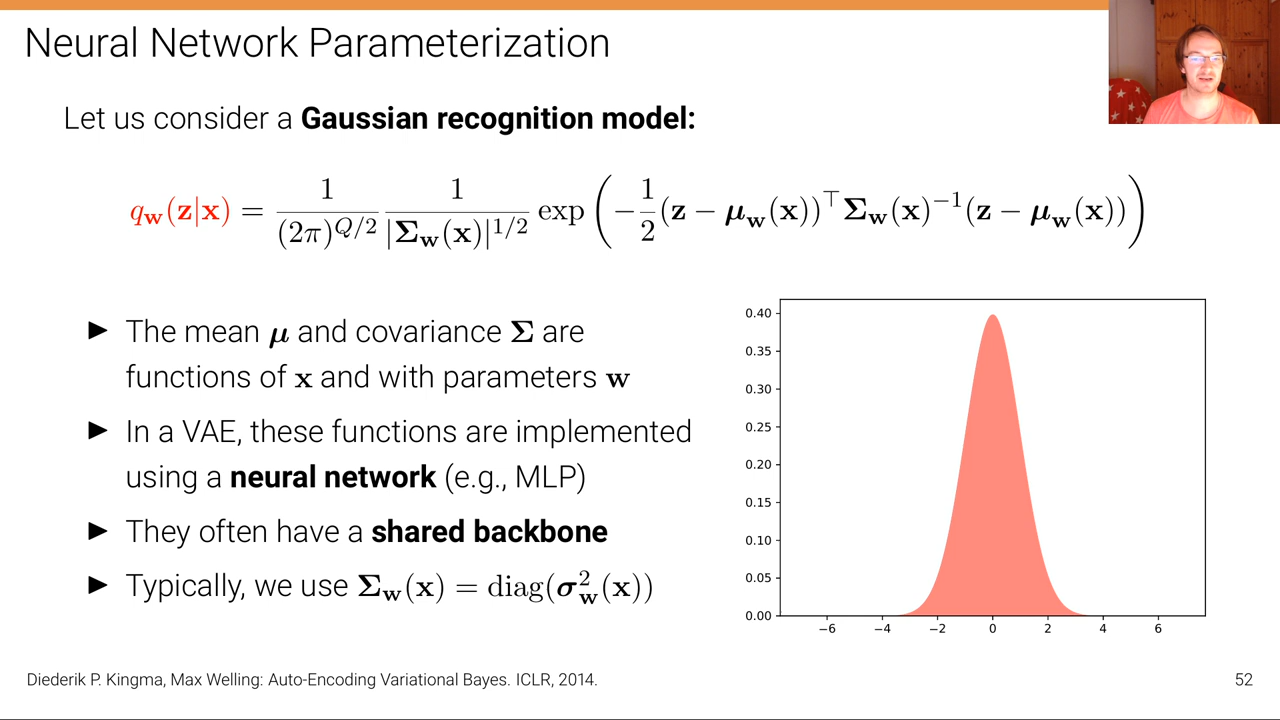 Neural Network Parameterization
Let us consider a Gaussian recognition model:
q_w(z|x) = 1/(2π)^{Q/2} 1/|Σ_w(x)|^{1/2} exp(−1/2 (z − μ_w(x))^⊤ Σ_w(x)^{−1} (z − μ_w(x)))
► The mean μ and covariance Σ are
functions of x and with parameters w
► In a VAE, these functions are implemented
using a neural network (e.g., MLP)
► They often have a shared backbone
► Typically, we use Σ_w(x) = diag(σ²_w(x))
0.40
0.35
0.30
0.25
0.20
0.15
0.10
0.05
0.00
−6 −4 −2 0 2 4 6
Diederik P. Kingma, Max Welling: Auto-Encoding Variational Bayes. ICLR, 2014.
52